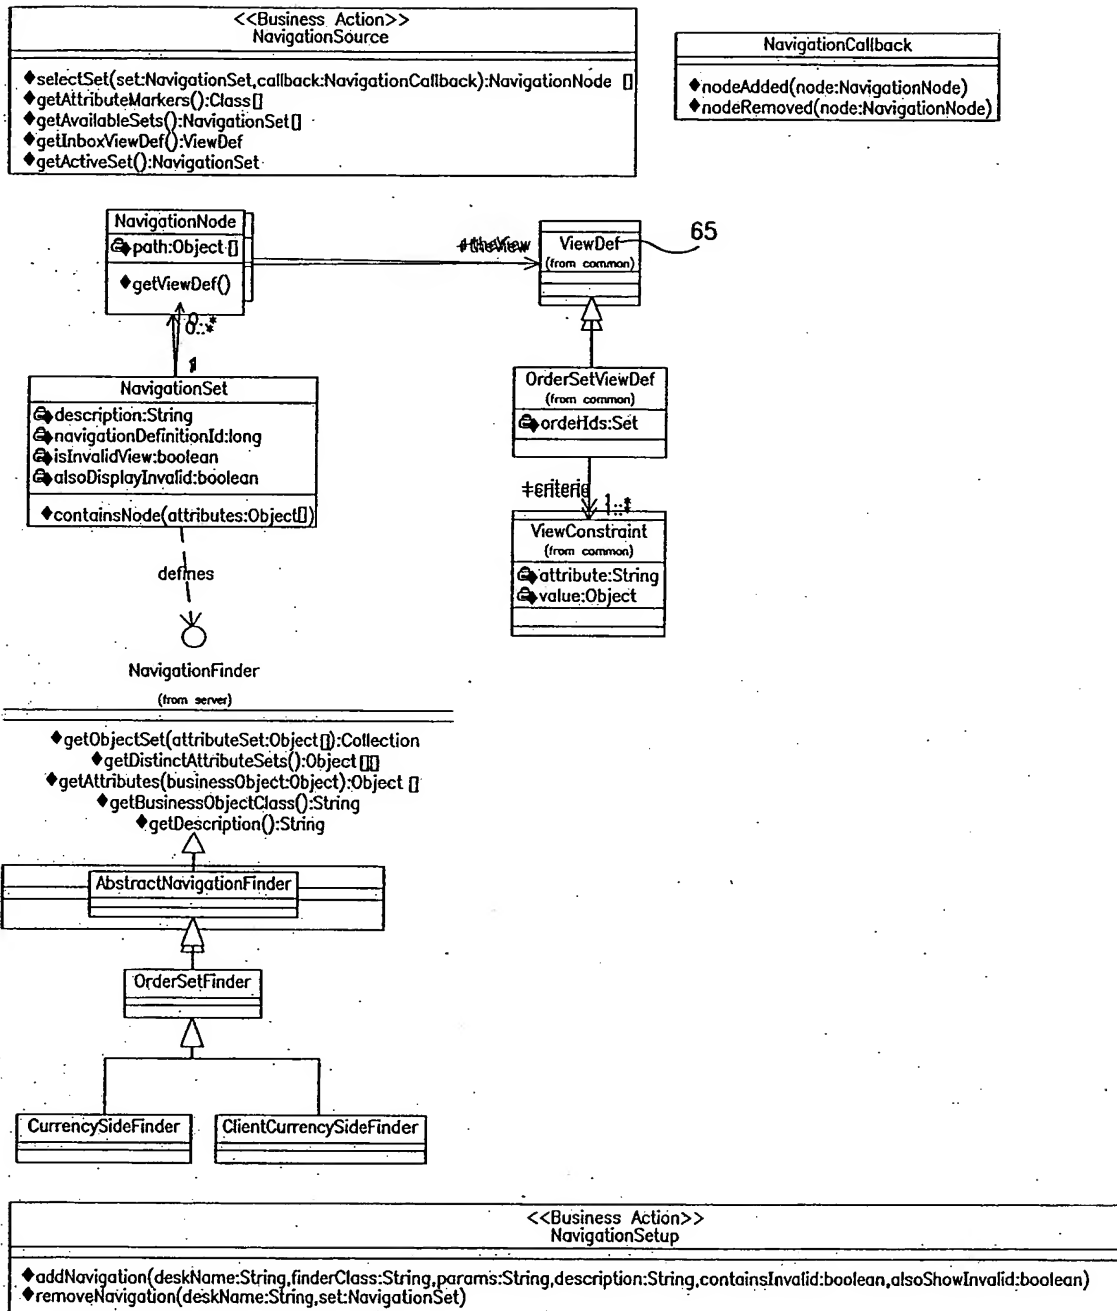 <<Business Action>>
NavigationSource
◆selectSet(set:NavigationSet,callback:NavigationCallback):NavigationNode []
◆getAttributeMarkers():Class[]
◆getAvailableSets():NavigationSet[]
◆getInboxViewDef():ViewDef
◆getActiveSet():NavigationSet
NavigationCallback
◆nodeAdded(node:NavigationNode)
◆nodeRemoved(node:NavigationNode)
NavigationNode
path:Object []
◆getViewDef()
+theView
ViewDef
(from common)
65
0..*
1
NavigationSet
description:String
navigationDefinitionId:long
isInvalidView:boolean
alsoDisplayInvalid:boolean
◆containsNode(attributes:Object[])
OrderSetViewDef
(from common)
orderIds:Set
+criteria
1..*
ViewConstraint
(from common)
attribute:String
value:Object
defines
NavigationFinder
(from server)
◆getObjectSet(attributeSet:Object[]):Collection
◆getDistinctAttributeSets():Object [][]
◆getAttributes(businessObject:Object):Object []
◆getBusinessObjectClass():String
◆getDescription():String
AbstractNavigationFinder
OrderSetFinder
CurrencySideFinder
ClientCurrencySideFinder
<<Business Action>>
NavigationSetup
◆addNavigation(deskName:String,finderClass:String,params:String,description:String,containsInvalid:boolean,alsoShowInvalid:boolean)
◆removeNavigation(deskName:String,set:NavigationSet)